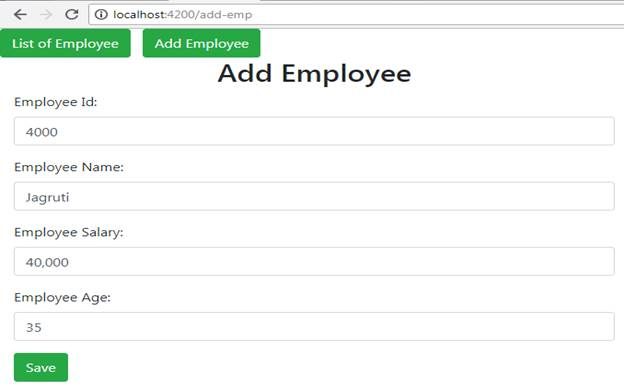 localhost:4200/add-emp
List of Employee Add Employee
Add Employee
Employee Id:
4000
Employee Name:
Jagruti
Employee Salary:
40,000
Employee Age:
35
Save